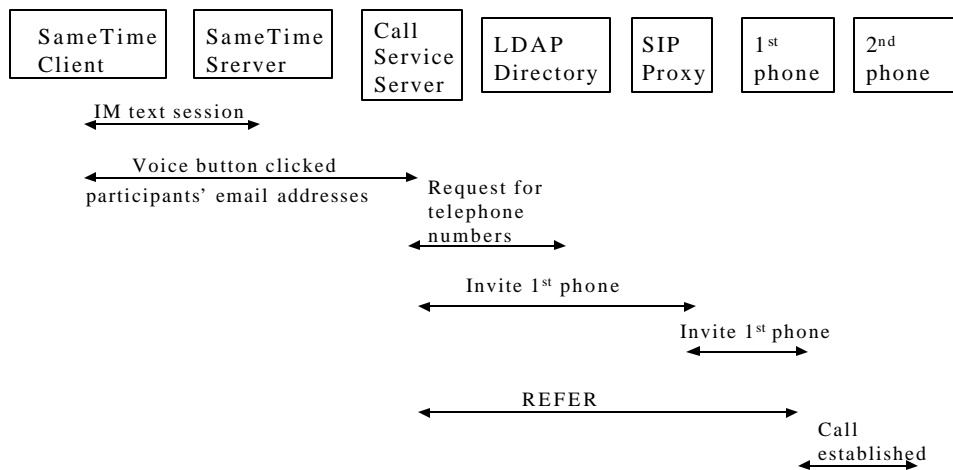 SameTime
Client
SameTime
Srerver
Call
Service
Server
LDAP
Directory
SIP
Proxy
1st
phone
2nd
phone
IM text session
Voice button clicked
participants' email addresses
Request for
telephone
numbers
Invite 1st phone
Invite 1st phone
REFER
Call
established